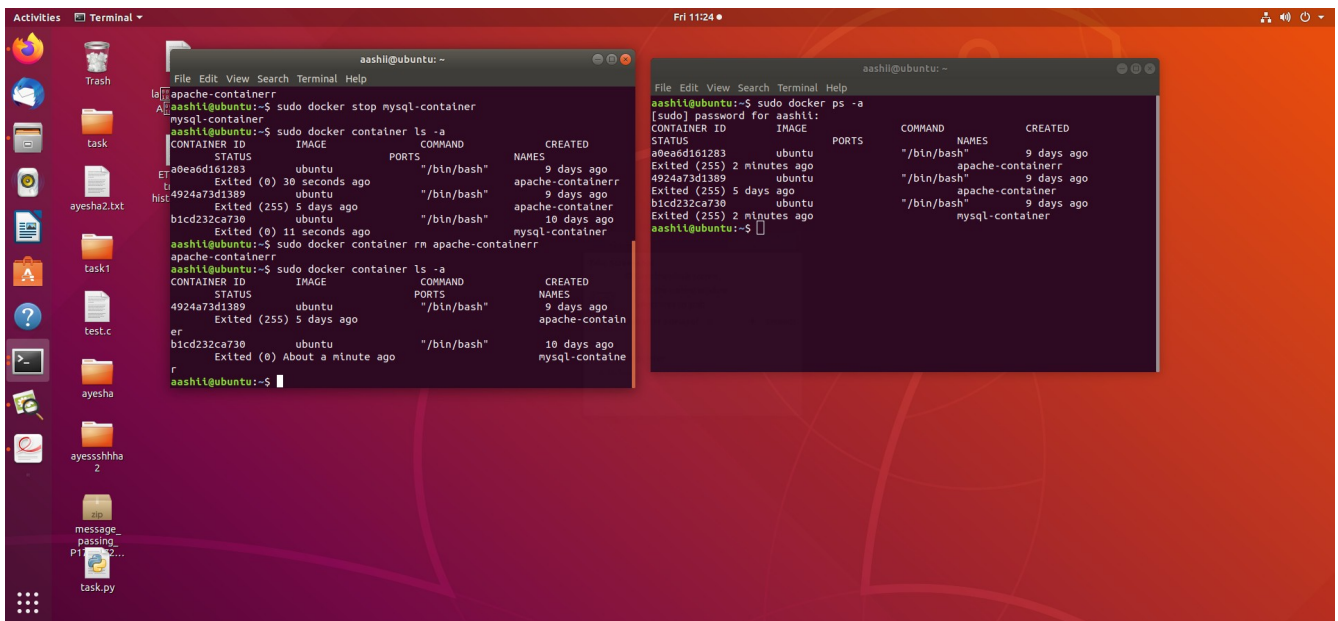 Activities Terminal Fri 11:24
Trash
task
ayesha2.txt
task1
test.c
ayesha
ayessshhha
2
zip
message_
passing_
task.py
hist
aashii@ubuntu: ~
File Edit View Search Terminal Help
apache-containerr
aashii@ubuntu:~$ sudo docker stop mysql-container
mysql-container
aashii@ubuntu:~$ sudo docker container ls -a
CONTAINER ID IMAGE COMMAND CREATED
STATUS PORTS NAMES
a0ea6d161283 ubuntu "/bin/bash" 9 days ago
Exited (0) 30 seconds ago apache-containerr
4924a73d1389 ubuntu "/bin/bash" 9 days ago
Exited (255) 5 days ago apache-container
b1cd232ca730 ubuntu "/bin/bash" 10 days ago
Exited (0) 11 seconds ago mysql-container
aashii@ubuntu:~$ sudo docker container rm apache-containerr
apache-containerr
aashii@ubuntu:~$ sudo docker container ls -a
CONTAINER ID IMAGE COMMAND CREATED
STATUS PORTS NAMES
4924a73d1389 ubuntu "/bin/bash" 9 days ago
Exited (255) 5 days ago apache-contain
er
b1cd232ca730 ubuntu "/bin/bash" 10 days ago
Exited (0) About a minute ago mysql-containe
r
aashii@ubuntu:~$
aashii@ubuntu: ~
File Edit View Search Terminal Help
aashii@ubuntu:~$ sudo docker ps -a
[sudo] password for aashii:
CONTAINER ID IMAGE COMMAND CREATED
STATUS PORTS NAMES
a0ea6d161283 ubuntu "/bin/bash" 9 days ago
Exited (255) 2 minutes ago apache-containerr
4924a73d1389 ubuntu "/bin/bash" 9 days ago
Exited (255) 5 days ago apache-container
b1cd232ca730 ubuntu "/bin/bash" 9 days ago
Exited (255) 2 minutes ago mysql-container
aashii@ubuntu:~$